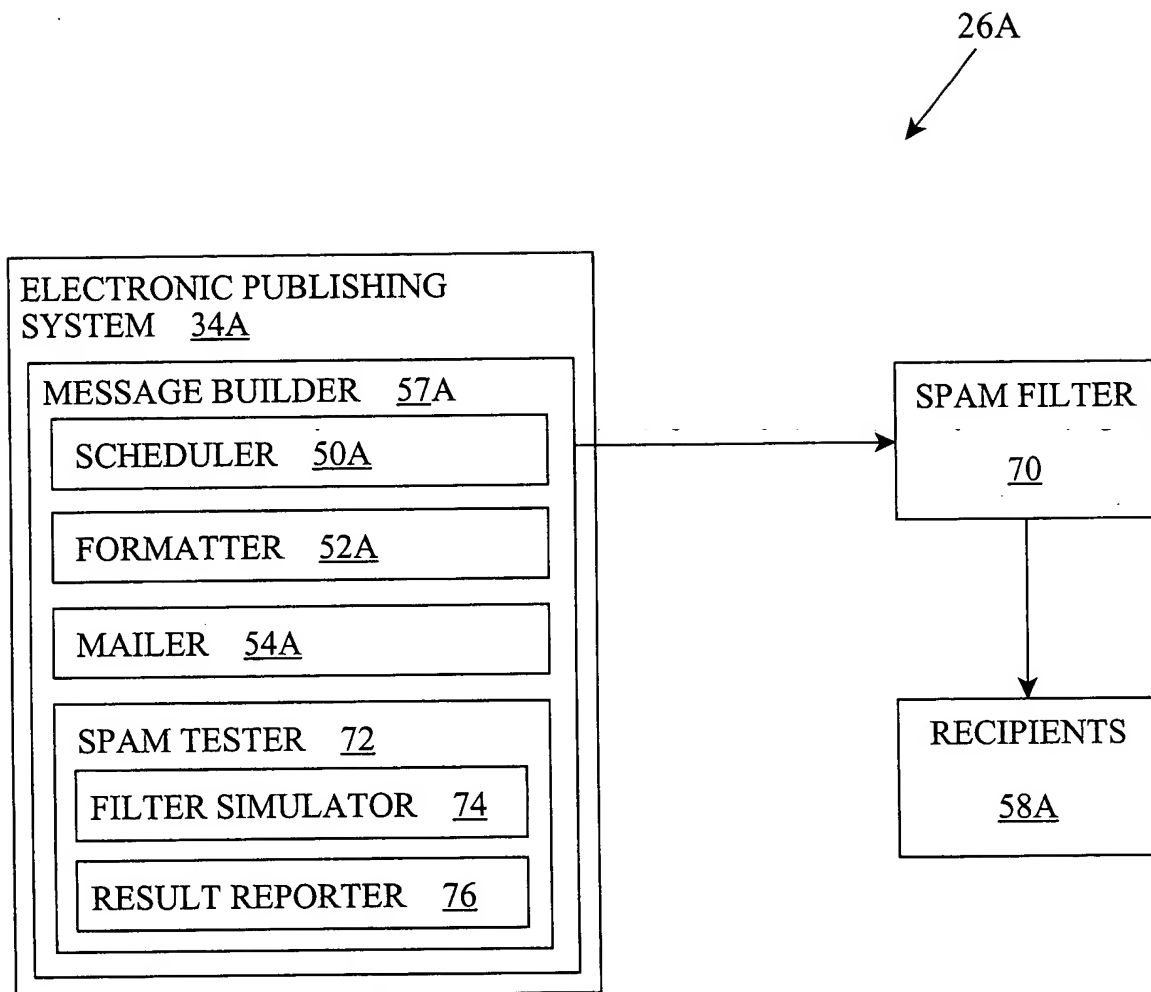 26A
ELECTRONIC PUBLISHING
SYSTEM 34A
MESSAGE BUILDER 57A
SCHEDULER 50A
FORMATTER 52A
MAILER 54A
SPAM TESTER 72
FILTER SIMULATOR 74
RESULT REPORTER 76
SPAM FILTER
70
RECIPIENTS
58A